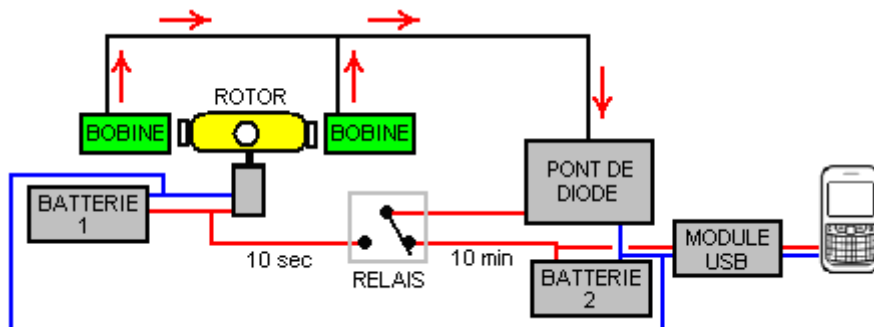 ROTOR
BOBINE
BOBINE
PONT DE
DIODE
BATTERIE
1
10 sec
RELAIS
10 min
BATTERIE
2
MODULE
USB